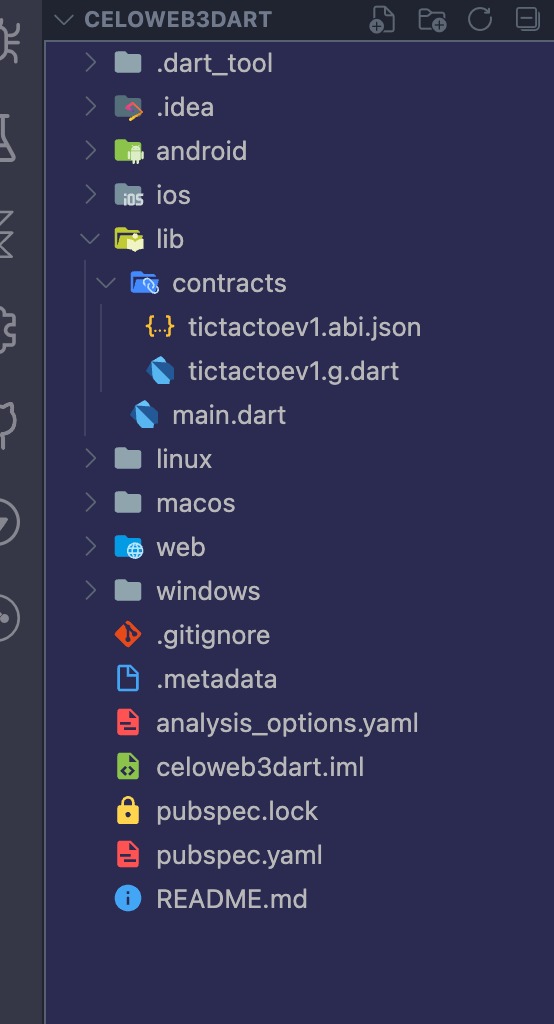 CELOWEB3DART
.dart_tool
.idea
android
iOS ios
lib
contracts
{...} tictactoev1.abi.json
tictactoev1.g.dart
main.dart
linux
macos
web
windows
.gitignore
.metadata
analysis_options.yaml
celoweb3dart.iml
pubspec.lock
pubspec.yaml
README.md